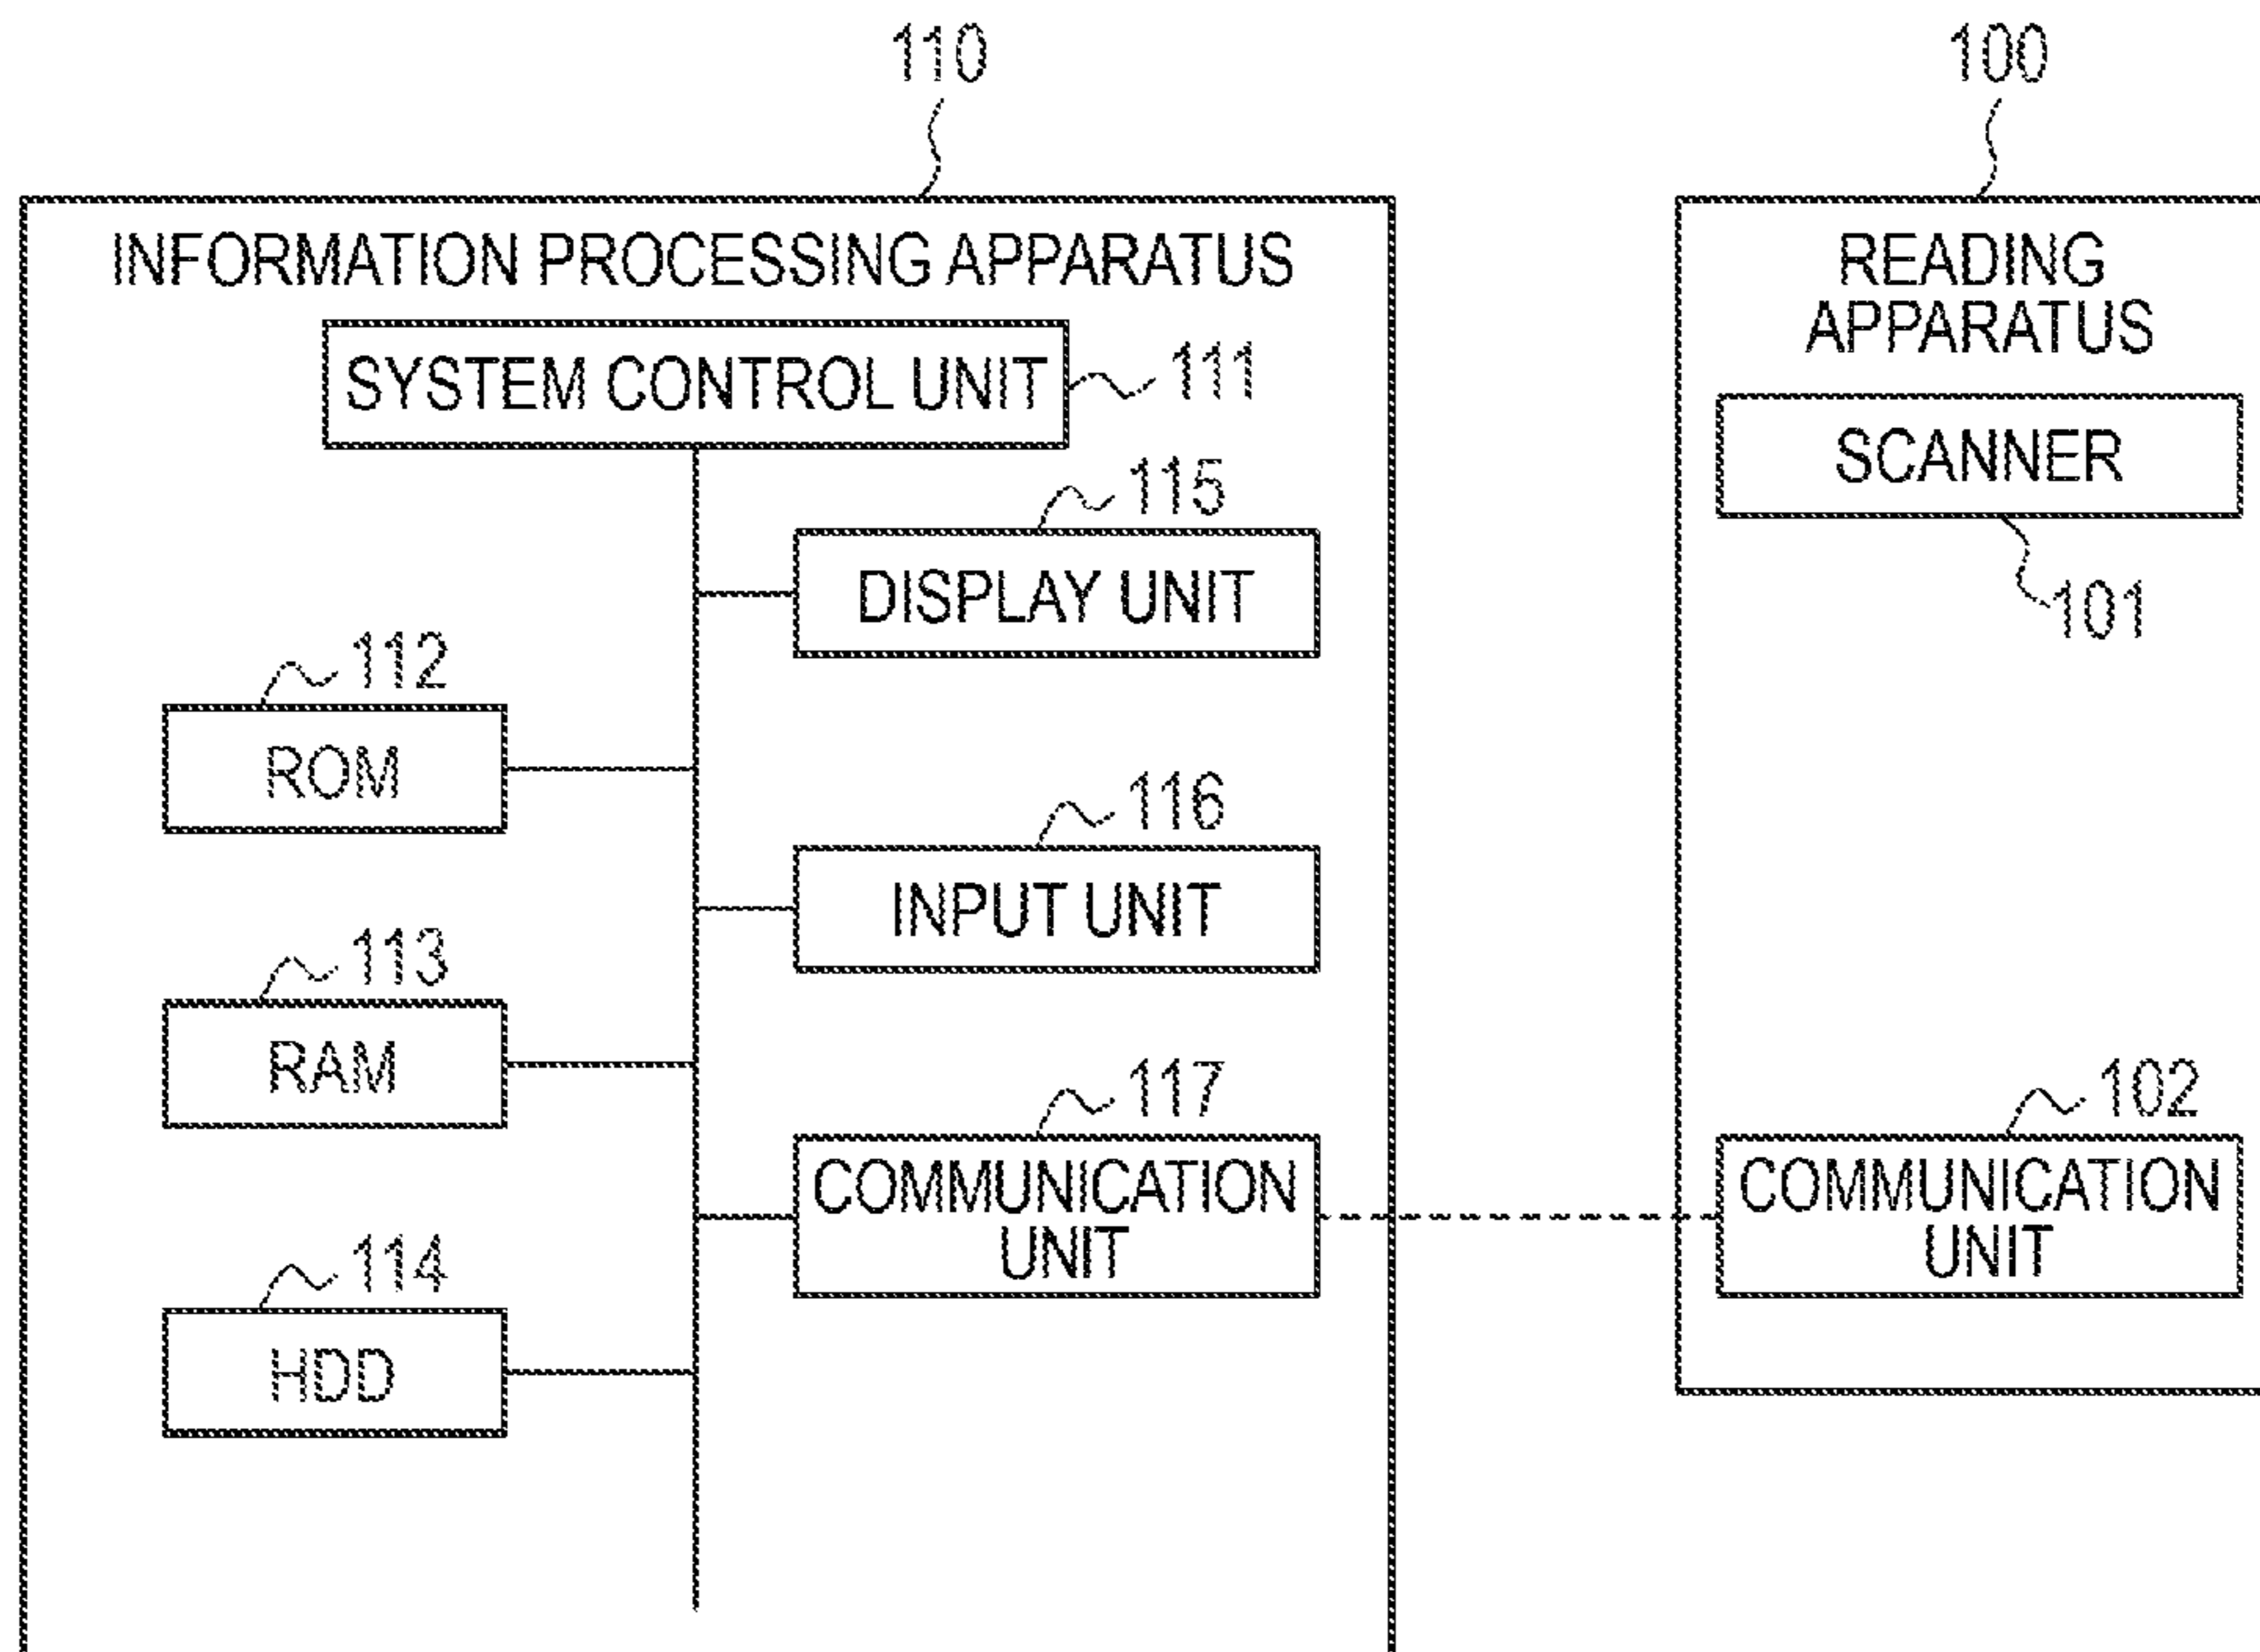 110
100
INFORMATION PROCESSING APPARATUS
SYSTEM CONTROL UNIT
111
115
DISPLAY UNIT
112
ROM
116
INPUT UNIT
113
RAM
117
COMMUNICATION
UNIT
114
HDD
READING
APPARATUS
SCANNER
101
102
COMMUNICATION
UNIT